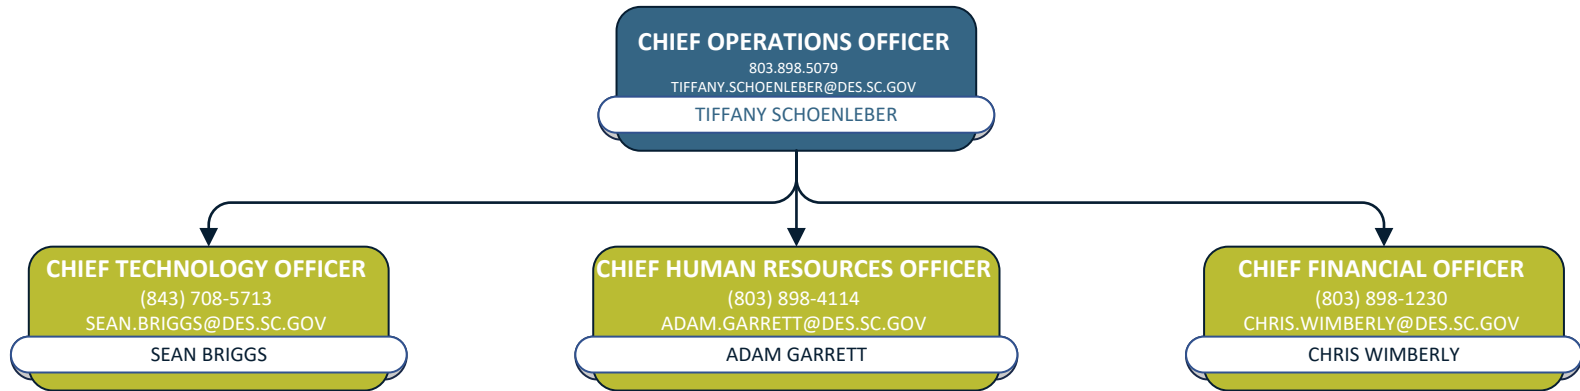 CHIEF OPERATIONS OFFICER
803.898.5079
TIFFANY.SCHOENLEBER@DES.SC.GOV
TIFFANY SCHOENLEBER
CHIEF TECHNOLOGY OFFICER
(843) 708-5713
SEAN.BRIGGS@DES.SC.GOV
SEAN BRIGGS
CHIEF HUMAN RESOURCES OFFICER
(803) 898-4114
ADAM.GARRETT@DES.SC.GOV
ADAM GARRETT
CHIEF FINANCIAL OFFICER
(803) 898-1230
CHRIS.WIMBERLY@DES.SC.GOV
CHRIS WIMBERLY